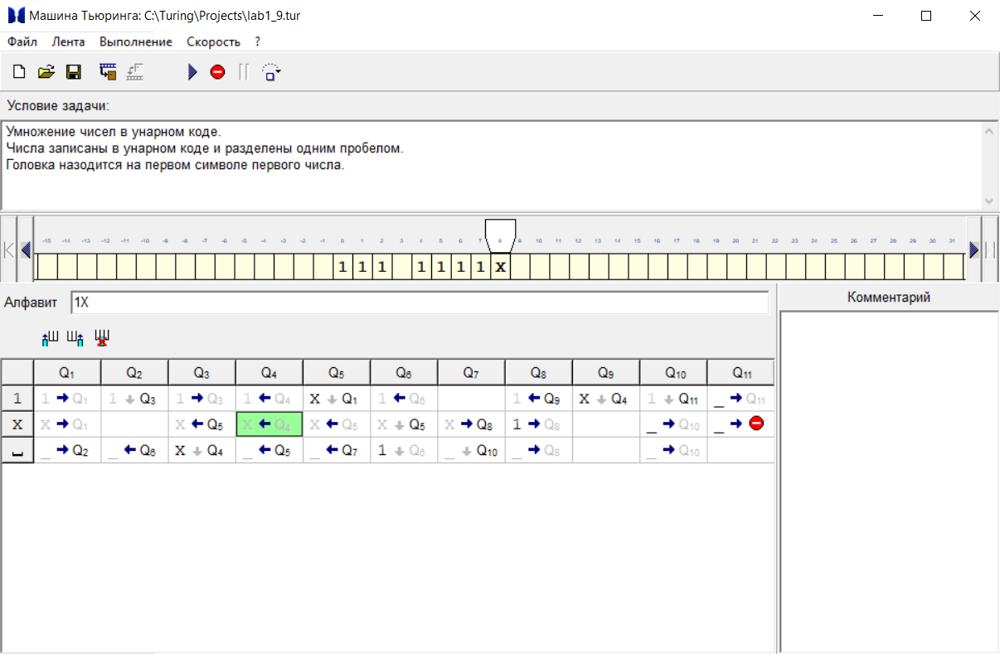 Машина Тьюринга: C:\Turing\Projects\lab1_9.tur
Файл Лента Выполнение Скорость ?
Условие задачи:
Умножение чисел в унарном коде.
Числа записаны в унарном коде и разделены одним пробелом.
Головка назодится на первом символе первого числа.
-15 -14 -13 -12 -11 -10 -9 -8 -7 -6 -5 -4 -3 -2 -1 0 1 2 3 4 5 6 7 8 9 10 11 12 13 14 15 16 17 18 19 20 21 22 23 24 25 26 27 28 29 30 31
1 1 1 1 1 1 1 X
Алфавит 1X
Комментарий
Q1 Q2 Q3 Q4 Q5 Q6 Q7 Q8 Q9 Q10 Q11
1 1 → Q1 1 ↓ Q3 1 → Q3 1 ← Q4 X ↓ Q1 1 ← Q6 1 ← Q9 X ↓ Q4 1 ↓ Q11 _ → Q11
X X → Q1 X ← Q5 X ← Q4 X ← Q5 X ↓ Q5 X → Q8 1 → Q8 _ → Q10 _ →
_ → Q2 _ ← Q6 X ↓ Q4 _ ← Q5 _ ← Q7 1 ↓ Q6 _ ↓ Q10 _ → Q8 _ → Q10